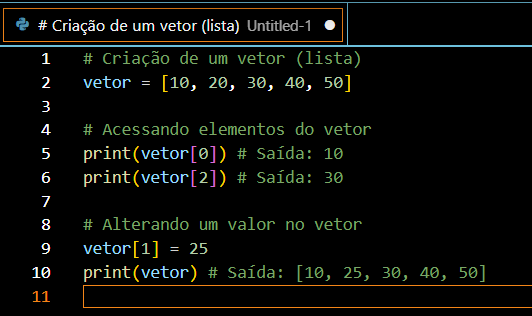 # Criação de um vetor (lista) Untitled-1
1 # Criação de um vetor (lista)
2 vetor = [10, 20, 30, 40, 50]
3
4 # Acessando elementos do vetor
5 print(vetor[0]) # Saída: 10
6 print(vetor[2]) # Saída: 30
7
8 # Alterando um valor no vetor
9 vetor[1] = 25
10 print(vetor) # Saída: [10, 25, 30, 40, 50]
11